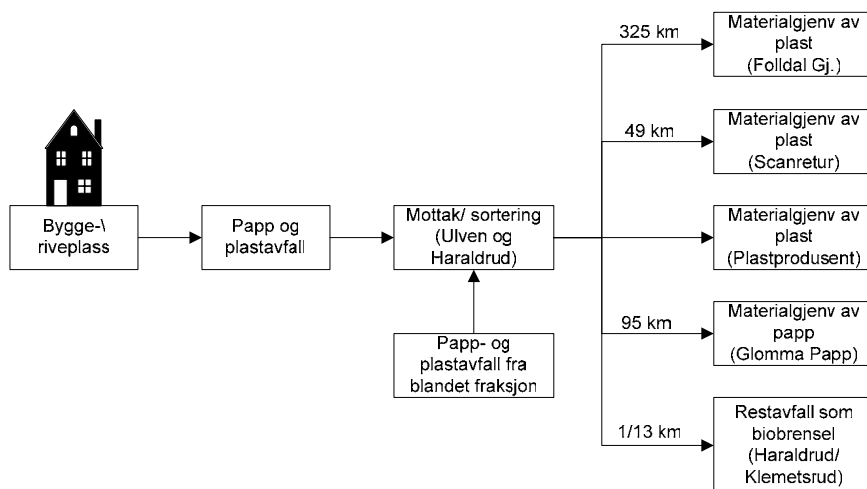 Bygge-\
riveplass
Papp og
plastavfall
Mottak/ sortering
(Ulven og
Haraldrud)
Papp- og
plastavfall fra
blandet fraksjon
325 km
Materialgjenv av
plast
(Folldal Gj.)
49 km
Materialgjenv av
plast
(Scanretur)
Materialgjenv av
plast
(Plastprodusent)
95 km
Materialgjenv av
papp
(Glomma Papp)
1/13 km
Restavfall som
biobrensel
(Haraldrud/
Klemetsrud)